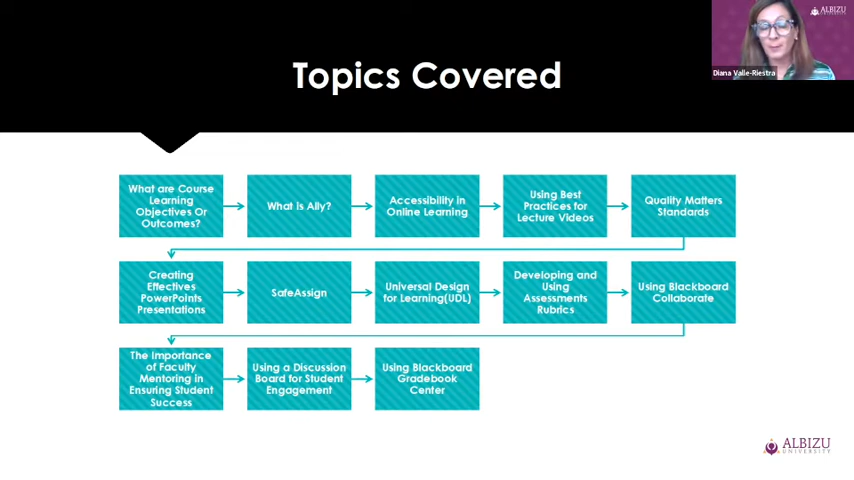 Topics Covered
ALBIZU
UNIVERSITY
Diana Valle-Riestra
What are Course
Learning
Objectives Or
Outcomes?
What is Ally?
Accessibility in
Online Learning
Using Best
Practices for
Lecture Videos
Quality Matters
Standards
Creating
Effectives
PowerPoints
Presentations
SafeAssign
Universal Design
for Learning(UDL)
Developing and
Using
Assessments
Rubrics
Using Blackboard
Collaborate
The Importance
of Faculty
Mentoring in
Ensuring Student
Success
Using a Discussion
Board for Student
Engagement
Using Blackboard
Gradebook
Center
ALBIZU
UNIVERSITY